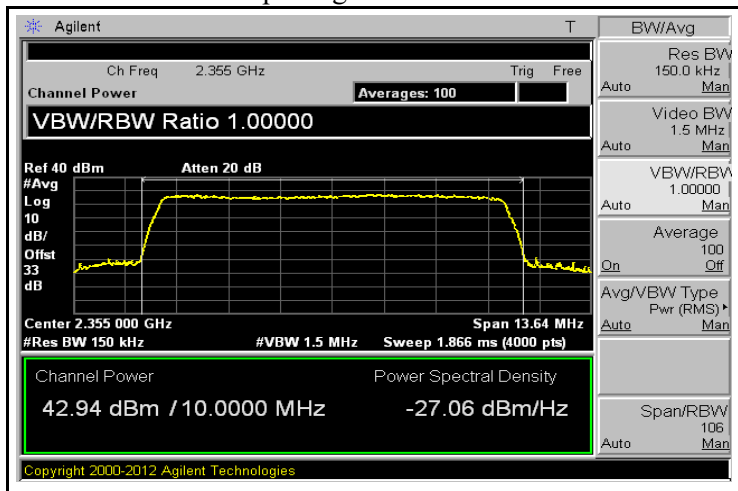 Agilent T
Ch Freq 2.355 GHz Trig Free
Channel Power Averages: 100
VBW/RBW Ratio 1.00000
Ref 40 dBm Atten 20 dB
#Avg
Log
10
dB/
Offst
33
dB
Center 2.355 000 GHz Span 13.64 MHz
#Res BW 150 kHz #VBW 1.5 MHz Sweep 1.866 ms (4000 pts)
Channel Power Power Spectral Density
42.94 dBm / 10.0000 MHz -27.06 dBm/Hz
Copyright 2000-2012 Agilent Technologies
BW/Avg
Res BW
150.0 kHz
Auto Man
Video BW
1.5 MHz
Auto Man
VBW/RBW
1.00000
Auto Man
Average
100
On Off
Avg/VBW Type
Pwr (RMS)
Auto Man
Span/RBW
106
Auto Man